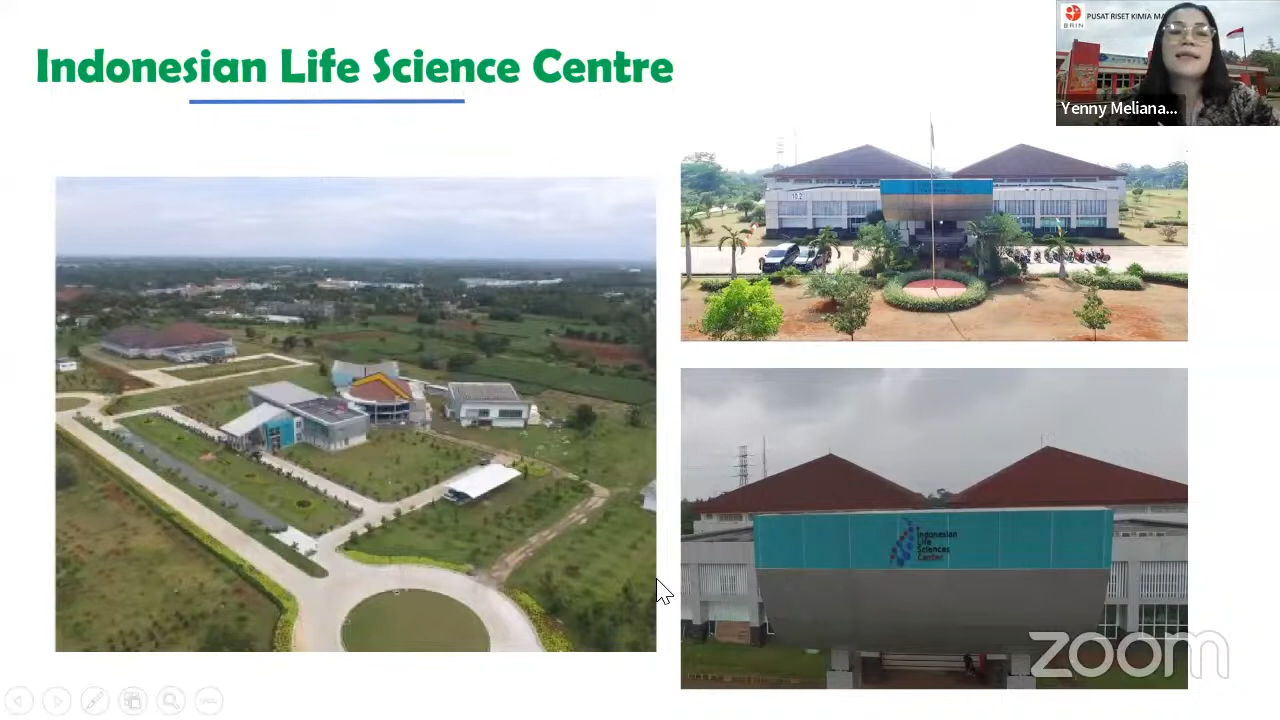 Indonesian Life Science Centre
BRIN
PUSAT RISET KIMIA MA
Yenny Meliana...
Indonesian
Life
Sciences
Center
zoom